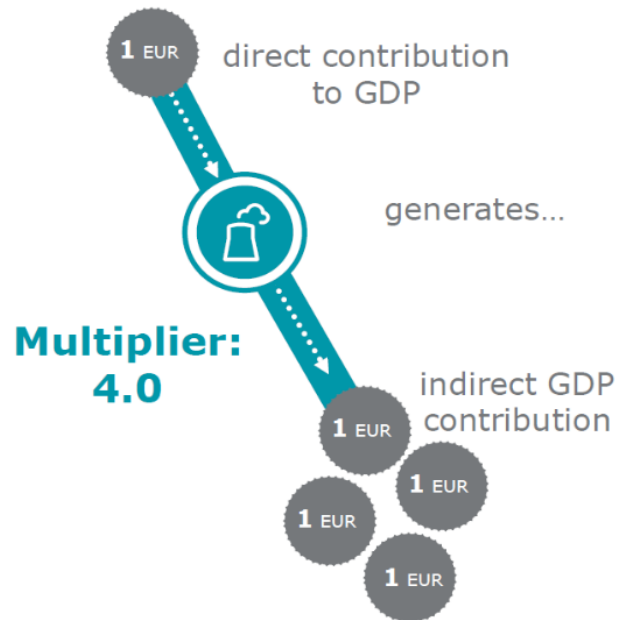 1 EUR
direct contribution
to GDP
generates...
Multiplier:
4.0
indirect GDP
contribution
1 EUR
1 EUR
1 EUR
1 EUR